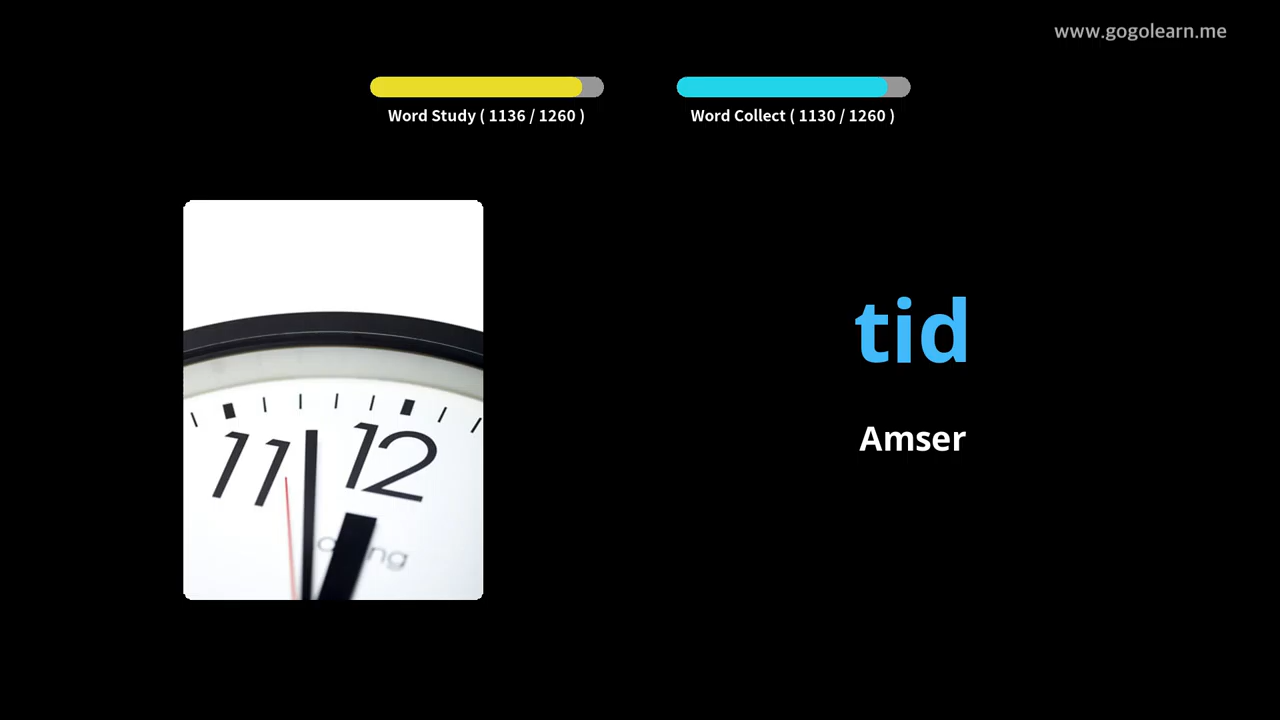 www.gogolearn.me
Word Study ( 1136 / 1260 )
Word Collect ( 1130 / 1260 )
11 12
tid
Amser